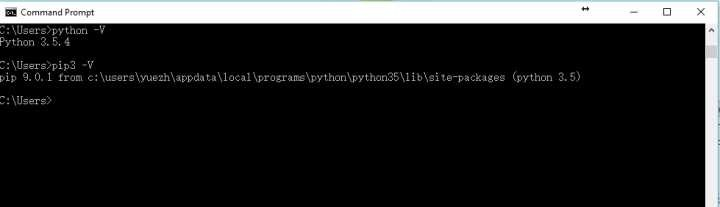 Command Prompt
C:\Users>python -V
Python 3.5.4
C:\Users>pip3 -V
pip 9.0.1 from c:\users\yuezh\appdata\local\programs\python\python35\lib\site-packages (python 3.5)
C:\Users>